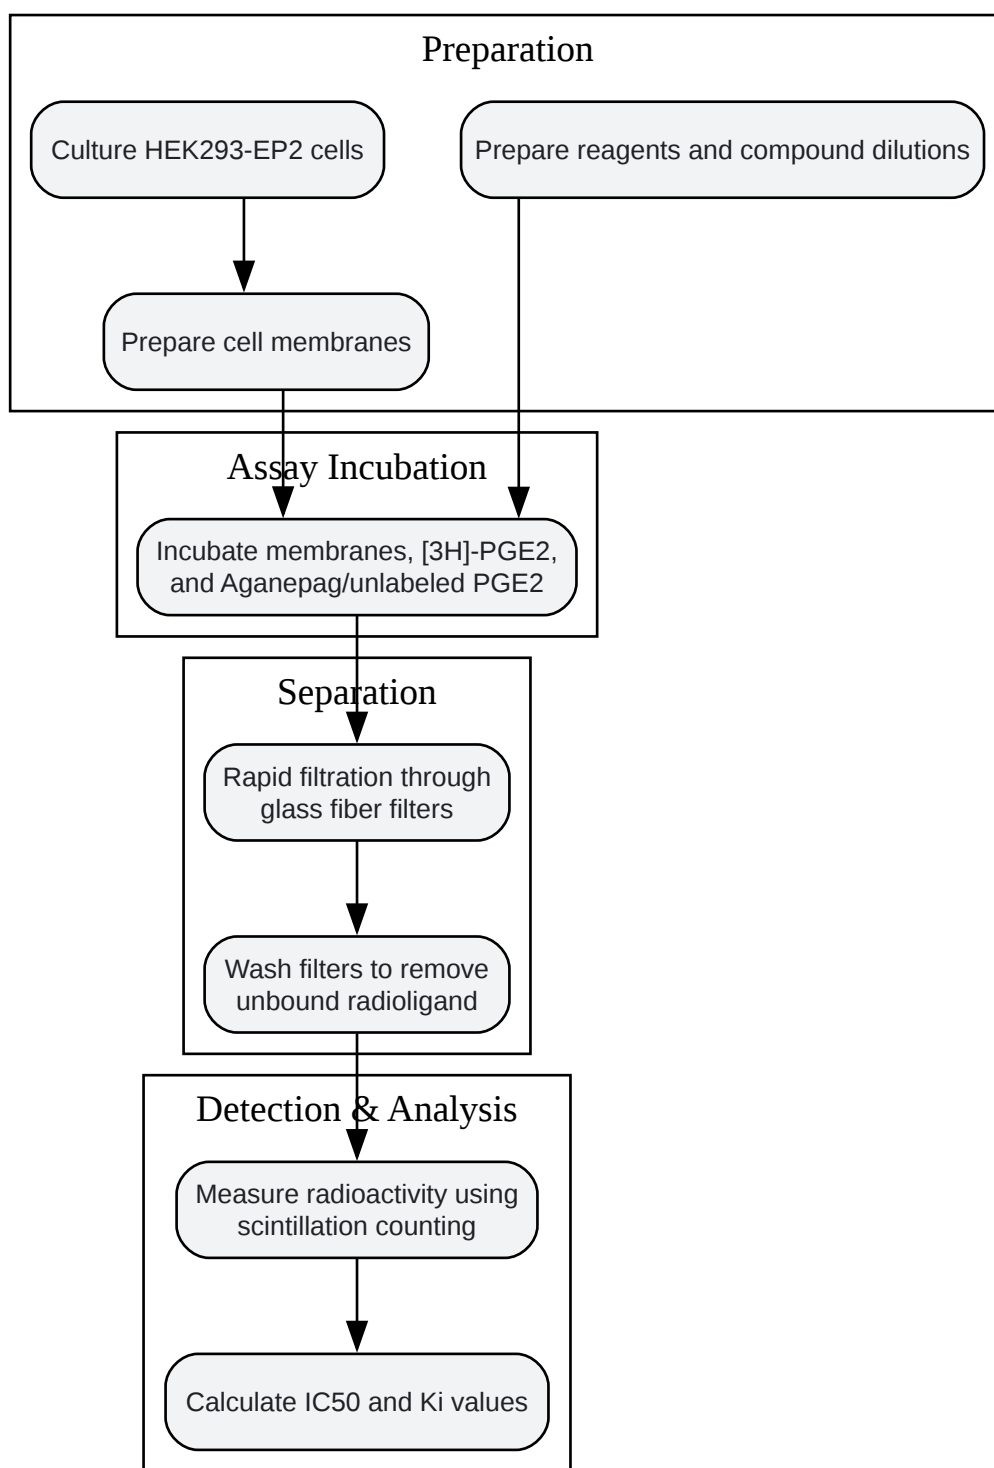 Preparation
Culture HEK293-EP2 cells
Prepare reagents and compound dilutions
Prepare cell membranes
Assay Incubation
Incubate membranes, [3H]-PGE2,
and Aganepag/unlabeled PGE2
Separation
Rapid filtration through
glass fiber filters
Wash filters to remove
unbound radioligand
Detection & Analysis
Measure radioactivity using
scintillation counting
Calculate IC50 and Ki values